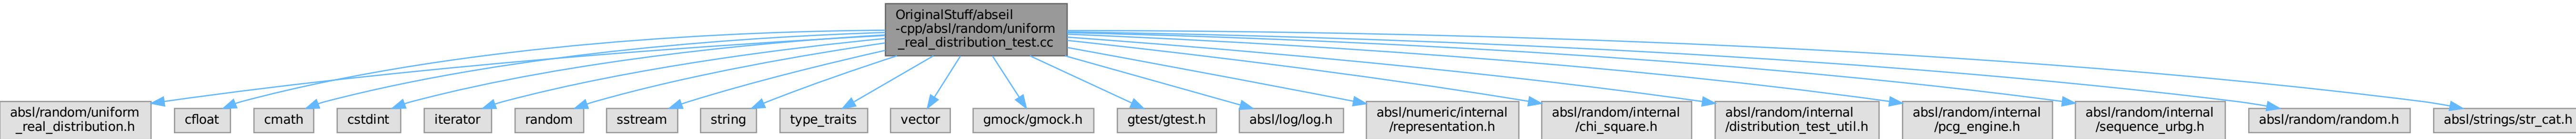 OriginalStuff/abseil
-cpp/absl/random/uniform
_real_distribution_test.cc
absl/random/uniform
_real_distribution.h
cfloat
cmath
cstdint
iterator
random
sstream
string
type_traits
vector
gmock/gmock.h
gtest/gtest.h
absl/log/log.h
absl/numeric/internal
/representation.h
absl/random/internal
/chi_square.h
absl/random/internal
/distribution_test_util.h
absl/random/internal
/pcg_engine.h
absl/random/internal
/sequence_urbg.h
absl/random/random.h
absl/strings/str_cat.h